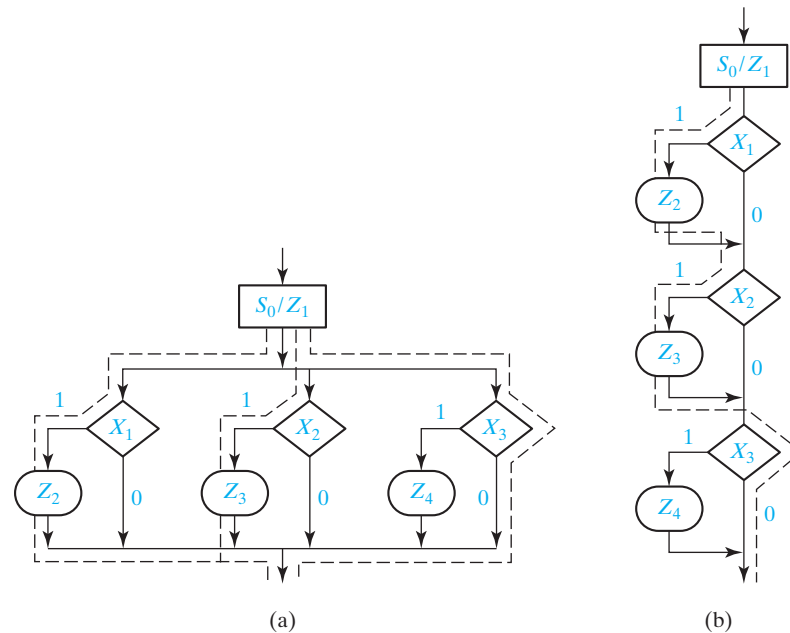 S₀/Z₁
1
X₁
Z₂
0
1
X₂
Z₃
0
1
X₃
Z₄
0
(a)
S₀/Z₁
1
X₁
Z₂
0
1
X₂
Z₃
0
1
X₃
Z₄
0
(b)